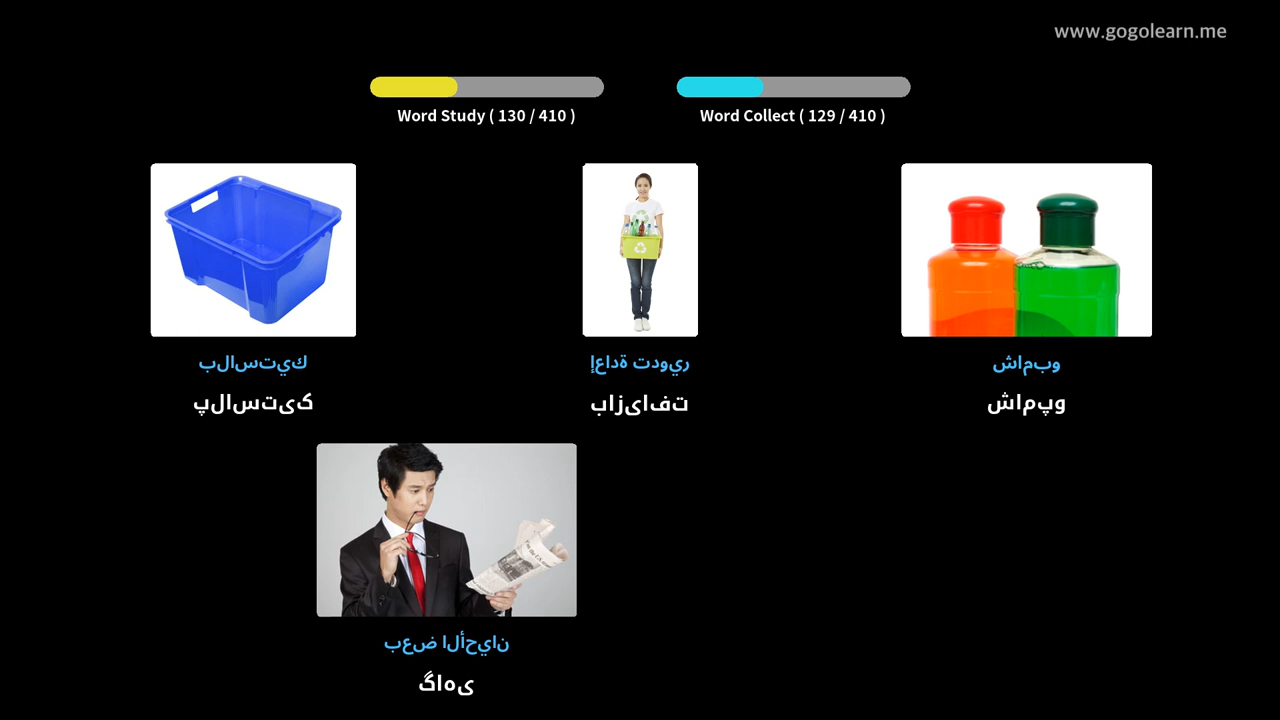 www.gogolearn.me
Word Study ( 130 / 410 )
Word Collect ( 129 / 410 )
بلاستيك
پلاستیک
إعادة تدوير
بازیافت
شامبو
شامپو
بعض الأحيان
گاهی